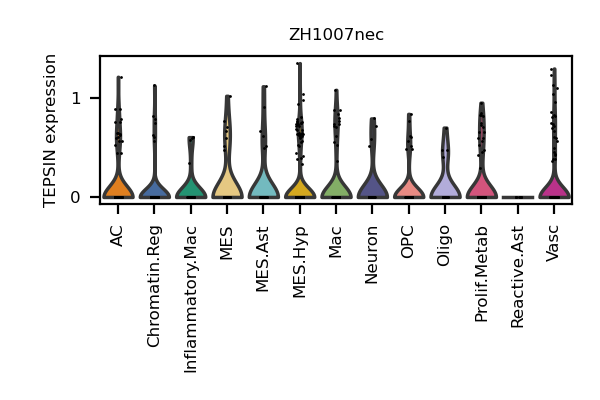 ZH1007nec
TEPSIN expression
1
0
AC
Chromatin.Reg
Inflammatory.Mac
MES
MES.Ast
MES.Hyp
Mac
Neuron
OPC
Oligo
Prolif.Metab
Reactive.Ast
Vasc